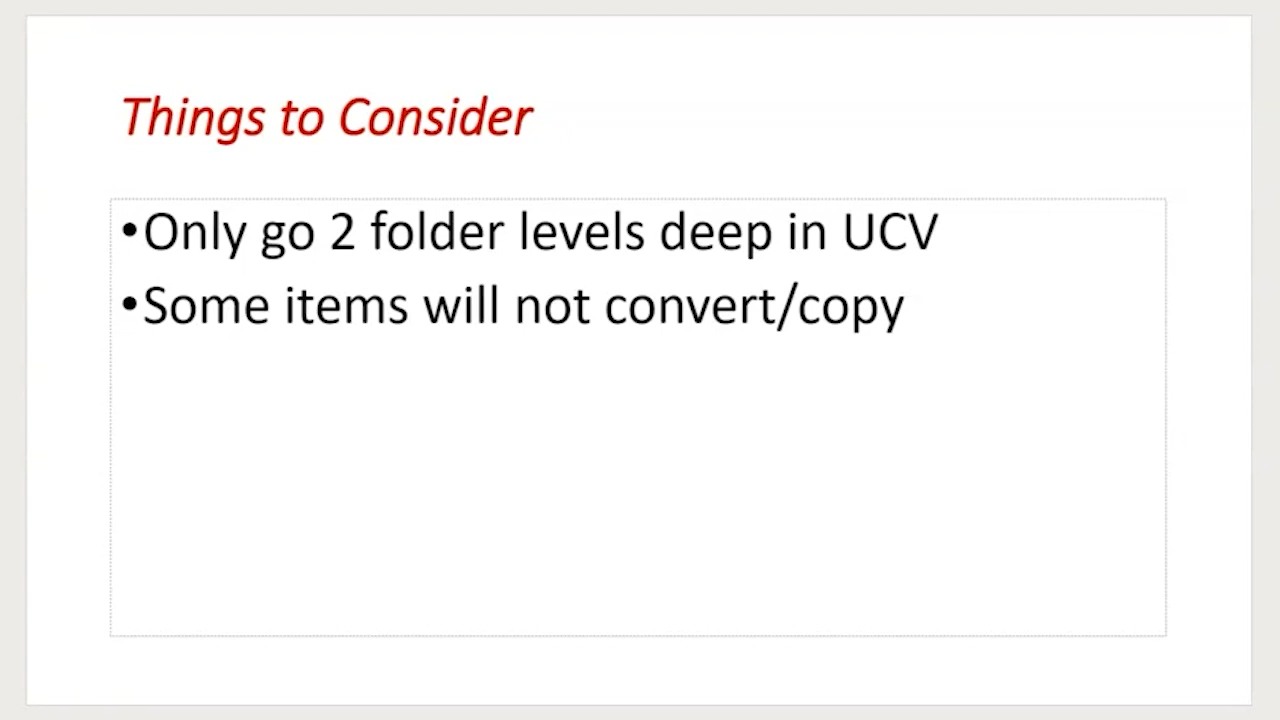 Things to Consider
•Only go 2 folder levels deep in UCV
•Some items will not convert/copy